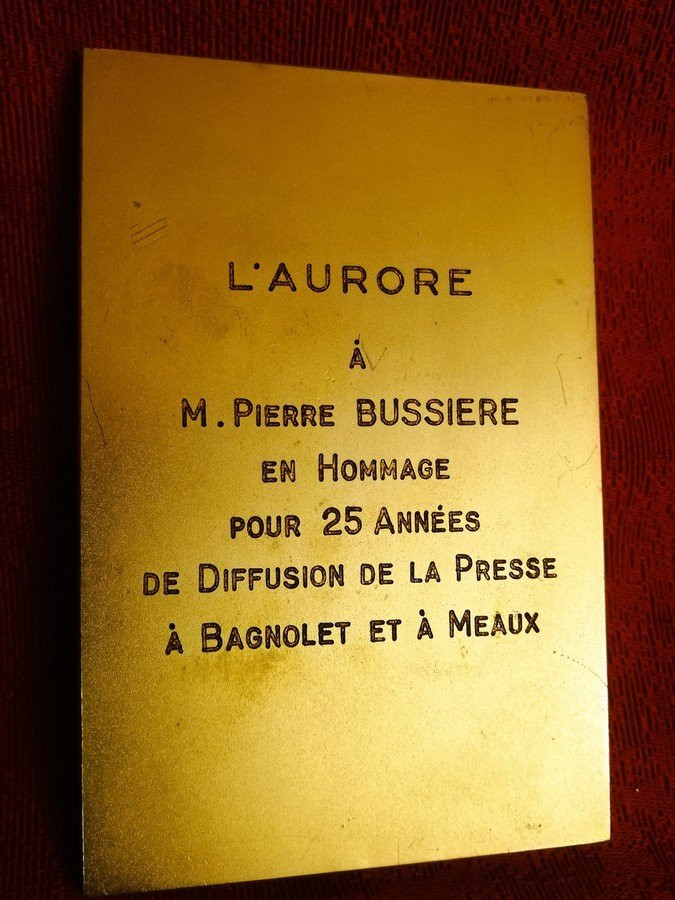 L'AURORE
À
M. PIERRE BUSSIERE
EN HOMMAGE
POUR 25 ANNÉES
DE DIFFUSION DE LA PRESSE
À BAGNOLET ET À MEAUX